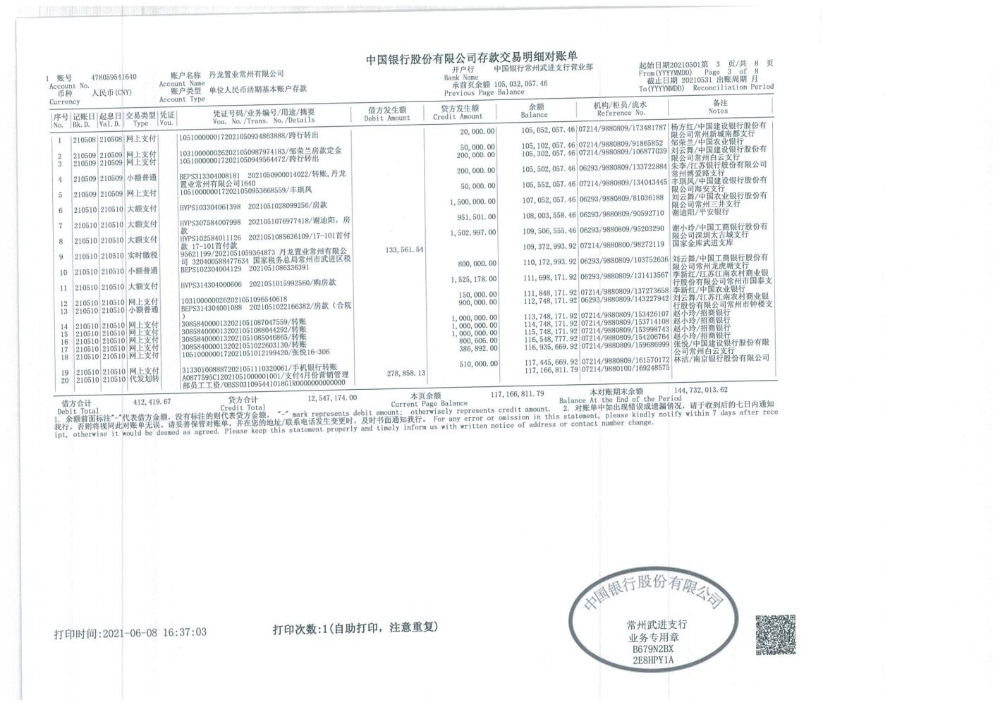 中国银行股份有限公司存款交易明细对账单
1 账号 478059541640 账户名称 丹龙置业常州有限公司 开户行 中国银行常州武进支行营业部 起始日期20210501第 3 页/共 8 页
Account No. Account Name Bank Name From(YYYYMMDD) Page 3 of 8
币种 人民币(CNY) 账户类型 单位人民币活期基本账户存款 承前页余额 105,032,057.46 截止日期 20210531 出账周期 月
Currency Account Type Previous Page Balance To(YYYYMMDD) Reconciliation Period
序号 记账日 起息日 交易类型 凭证 凭证号码/业务编号/用途/摘要 借方发生额 贷方发生额 余额 机构/柜员/流水 备注
No. Bk.D. Val.D. Type Vou. Vou. No./Trans. No./Details Debit Amount Credit Amount Balance Reference No. Notes
1 210508 210508 网上支付 105100000017202105093486388​8/跨行转出 20,000.00 105,052,057.46 07214/9880809/173481787 杨方红/中国建设银行股份有
限公司常州新城南都支行
2 210509 210509 网上支付 1031000000262021050987974183/邹荣兰房款定金 50,000.00 105,102,057.46 07214/9880809/91865852 邹荣兰/中国农业银行
3 210509 210509 网上支付 1051000000172021050949564472/跨行转出 200,000.00 105,302,057.46 07214/9880809/106877039 刘云舞/中国建设银行股份有
限公司常州白云支行
4 210509 210509 小额普通 BEPS313304008181 2021050900014022/转账,丹龙 200,000.00 105,502,057.46 06293/9880809/133722884 朱李/江苏银行股份有限公司
置业常州有限公司1640 常州博爱路支行
5 210509 210509 网上支付 1051000000172021050953668559/丰琪凤 50,000.00 105,552,057.46 07214/9880809/134043445 丰琪凤/中国建设银行股份有
限公司海安支行
6 210510 210510 大额支付 HVPS103304061398 2021051028099256/房款 1,500,000.00 107,052,057.46 06293/9880809/81036188 刘云舞/中国农业银行股份有
限公司常州三井支行
7 210510 210510 大额支付 HVPS307584007998 2021051076977418/谢迪阳，房 951,501.00 108,003,558.46 06293/9880809/90592710 谢迪阳/平安银行
款
8 210510 210510 大额支付 HVPS102584011126 2021051085636109/17-101首付 1,502,997.00 109,506,555.46 06293/9880809/95203290 谢小玲/中国工商银行股份有
款 17-101首付款 限公司深圳太古城支行
9 210510 210510 实时缴税 95621199/2021051059364873 丹龙置业常州有限公 133,561.54 109,372,993.92 07214/9880800/98272119 国家金库武进支库
司 320400588477634 国家税务总局常州市武进区税
10 210510 210510 小额普通 BEPS102304004129 2021051086336391 800,000.00 110,172,993.92 06293/9880809/103752636 刘云舞/中国工商银行股份有
限公司常州龙虎塘支行
11 210510 210510 大额支付 HVPS314304000606 2021051015992560/购房款 1,525,178.00 111,698,171.92 06293/9880809/131413567 李新红/江苏江南农村商业银
行股份有限公司常州市国泰支
12 210510 210510 网上支付 1031000000262021051096540618 150,000.00 111,848,171.92 07214/9880809/137273658 李新红/中国农业银行
13 210510 210510 小额普通 BEPS314304001088 2021051022166382/房款（合院 900,000.00 112,748,171.92 06293/9880809/143227942 刘云舞/江苏江南农村商业银
） 行股份有限公司常州市钟楼支
14 210510 210510 网上支付 3085840000132021051087047559/转账 1,000,000.00 113,748,171.92 07214/9880809/153426107 赵小玲/招商银行
15 210510 210510 网上支付 3085840000132021051088044292/转账 1,000,000.00 114,748,171.92 07214/9880809/153714108 赵小玲/招商银行
16 210510 210510 网上支付 3085840000132021051085046865/转账 1,000,000.00 115,748,171.92 07214/9880809/153998743 赵小玲/招商银行
17 210510 210510 网上支付 3085840000132021051022603130/转账 800,606.00 116,548,777.92 07214/9880809/154206764 赵小玲/招商银行
18 210510 210510 网上支付 1051000000172021051012199420/张悦16-306 386,892.00 116,935,669.92 07214/9880809/159686999 张悦/中国建设银行股份有限
公司常州白云支行
19 210510 210510 网上支付 3133010088872021051110320061/手机银行转账 510,000.00 117,445,669.92 07214/9880809/161570172 林洁/南京银行股份有限公司
20 210510 210510 代发划转 A0877595C1202105100000​1001/支付4月份营销管理 278,858.13 117,166,811.79 07214/9880100/169248575
部员工工资/OBSS031095441018GIR0000000000000
借方合计 412,419.67 贷方合计 12,547,174.00 本页余额 117,166,811.79 本对账期末余额 144,732,013.62
Debit Total Credit Total Current Page Balance Balance At the End of the Period
1. 余额前面标注"-"代表借方金额，没有标注的则代表贷方金额。 "-" mark represents debit amount; otherwisely represents credit amount. 2. 对账单中如出现错误或遗漏情况，请于收到后的七日内通知
我行，否则将视同此对账单无误。请妥善保管对账单，并在您的地址/联系电话发生变更时，及时书面通知我行。 For any error or omission in this statement, please kindly notify within 7 days after rece
ipt, otherwise it would be deemed as agreed. Please keep this statement properly and timely inform us with written notice of address or contact number change.
中国银行股份有限公司
常州武进支行
业务专用章
B679N2BX
2E8HPY1A
打印时间:2021-06-08 16:37:03 打印次数:1(自助打印，注意重复)